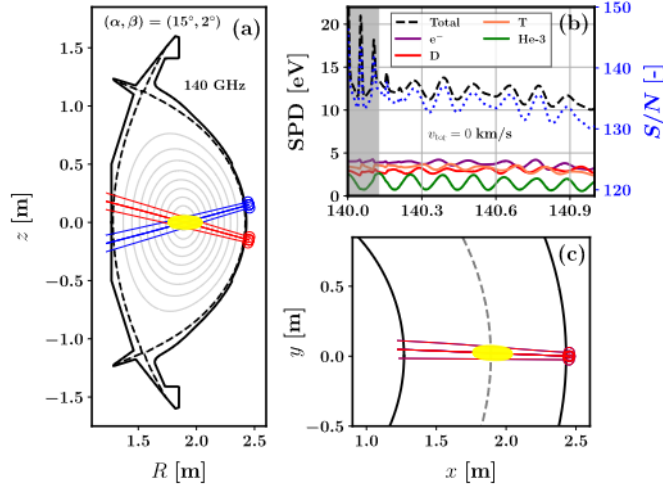 (α, β) = (15°, 2°)
(a)
140 GHz
1.5
1.0
0.5
0.0
−0.5
−1.0
−1.5
z [m]
1.5
2.0
2.5
R [m]
(b)
Total
e⁻
D
T
He-3
25
20
15
10
5
0
SPD [eV]
150
140
130
120
S/N [-]
v_tor = 0 km/s
140.0
140.3
140.6
140.9
(c)
0.5
0.0
−0.5
y [m]
1.0
1.5
2.0
2.5
x [m]